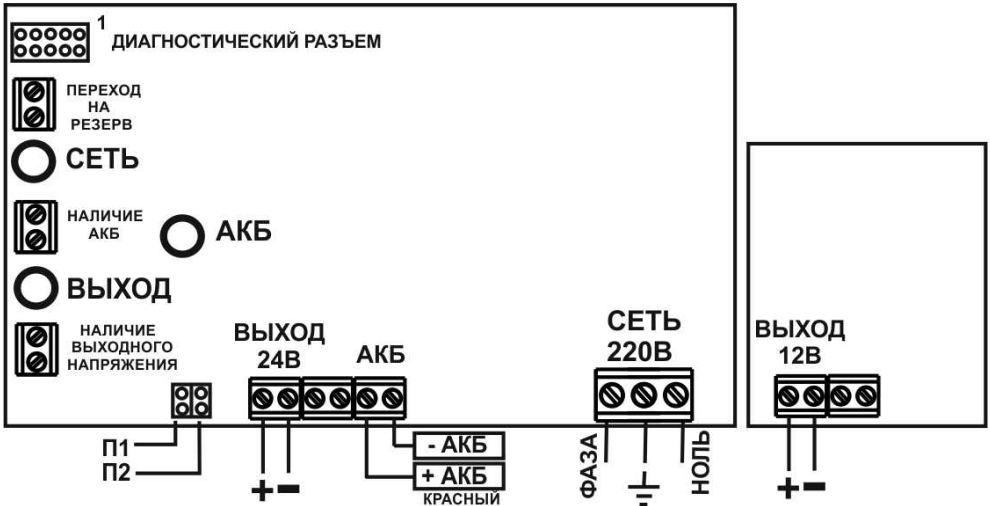 1
ДИАГНОСТИЧЕСКИЙ РАЗЪЕМ
ПЕРЕХОД
НА
РЕЗЕРВ
СЕТЬ
НАЛИЧИЕ
АКБ
АКБ
ВЫХОД
НАЛИЧИЕ
ВЫХОДНОГО
НАПРЯЖЕНИЯ
ВЫХОД
24В
АКБ
СЕТЬ
220В
ВЫХОД
12В
П1
П2
+ −
- АКБ
+ АКБ
КРАСНЫЙ
ФАЗА
НОЛЬ
+ −